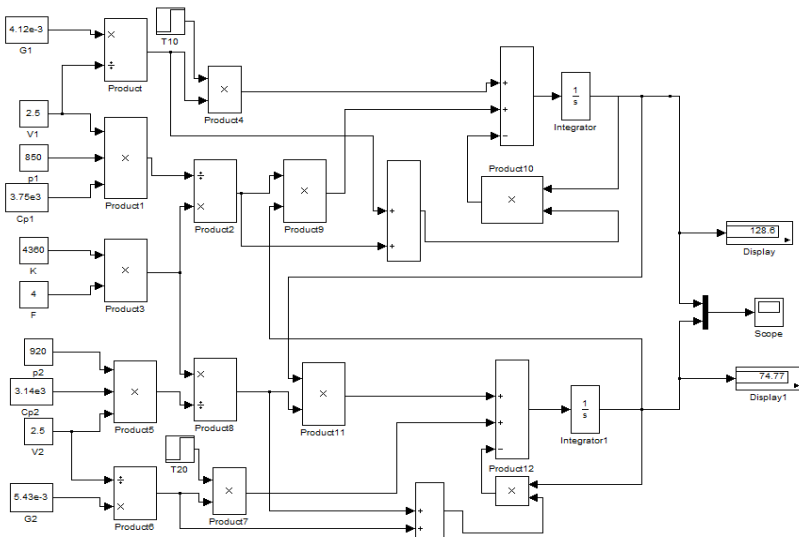 4.12e-3
G1
×
÷
Product
T10
×
Product4
2.5
V1
850
p1
3.75e3
Cp1
×
Product1
÷
×
Product2
×
Product9
+
+
+
+
−
1
s
Integrator
Product10
×
128.6
Display
4360
K
4
F
×
Product3
Scope
920
p2
3.14e3
Cp2
2.5
V2
×
Product5
×
÷
Product8
×
Product11
+
+
−
1
s
Integrator1
74.77
Display1
T20
5.43e-3
G2
÷
×
Product6
×
Product7
Product12
×
+
+